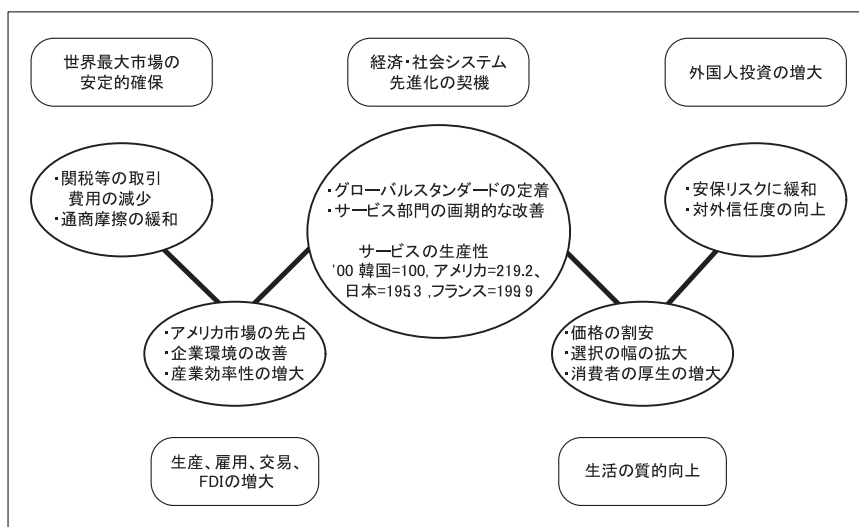 世界最大市場の
安定的確保
経済・社会システム
先進化の契機
外国人投資の増大
・関税等の取引
費用の減少
・通商摩擦の緩和
・グローバルスタンダードの定着
・サービス部門の画期的な改善
サービスの生産性
'00 韓国=100, アメリカ=219.2、
日本=195.3 ,フランス=199.9
・安保リスクに緩和
・対外信任度の向上
・アメリカ市場の先占
・企業環境の改善
・産業効率性の増大
・価格の割安
・選択の幅の拡大
・消費者の厚生の増大
生産、雇用、交易、
FDIの増大
生活の質的向上